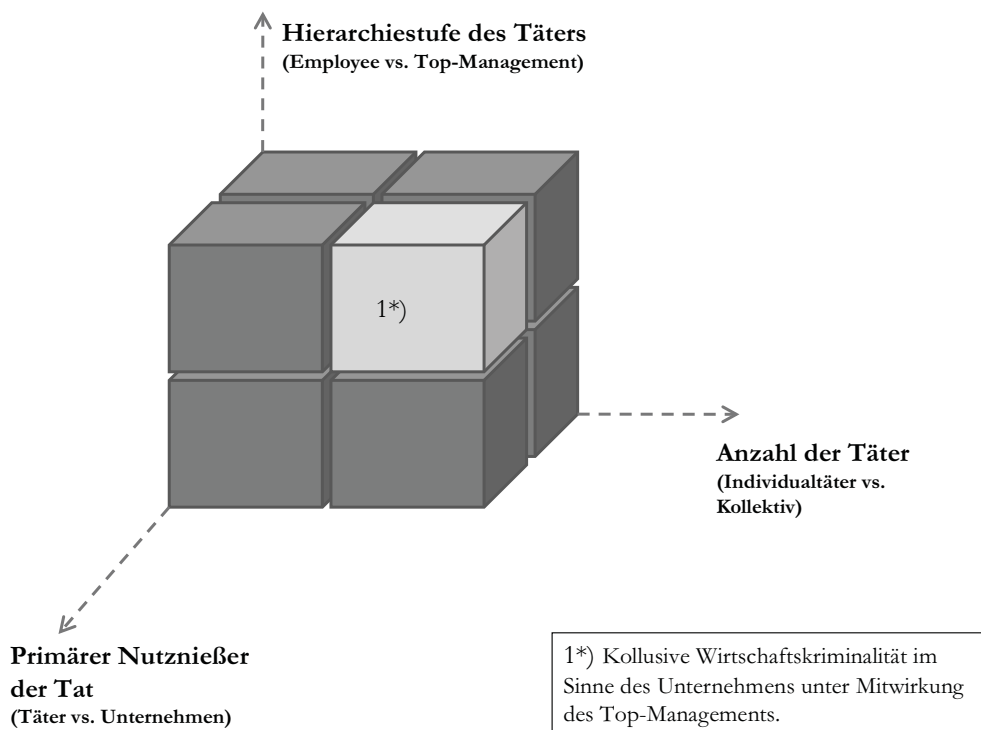 Hierarchiestufe des Täters
(Employee vs. Top-Management)
1*)
Anzahl der Täter
(Individualtäter vs.
Kollektiv)
Primärer Nutznießer
der Tat
(Täter vs. Unternehmen)
1*) Kollusive Wirtschaftskriminalität im
Sinne des Unternehmens unter Mitwirkung
des Top-Managements.